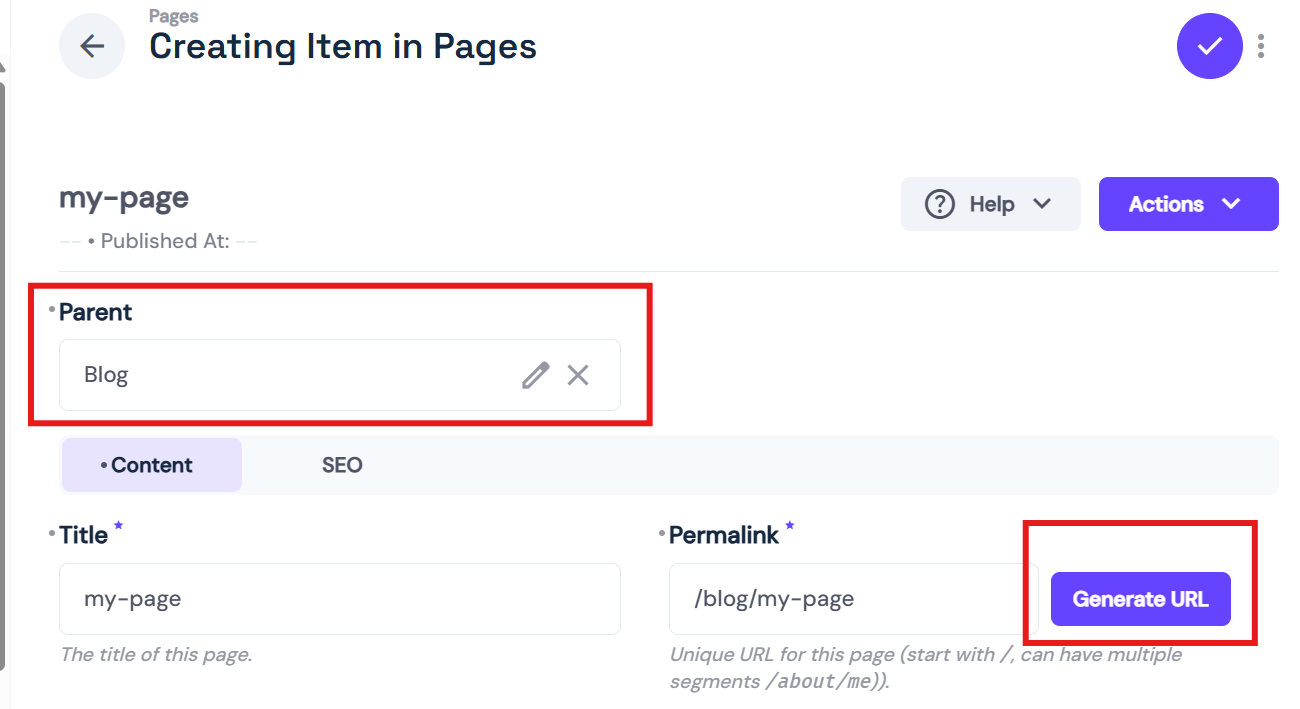 Pages
Creating Item in Pages
my-page
-- • Published At: --
Help
Actions
• Parent
Blog
• Content
SEO
• Title *
• Permalink *
my-page
/blog/my-page
Generate URL
The title of this page.
Unique URL for this page (start with /, can have multiple
segments /about/me)).